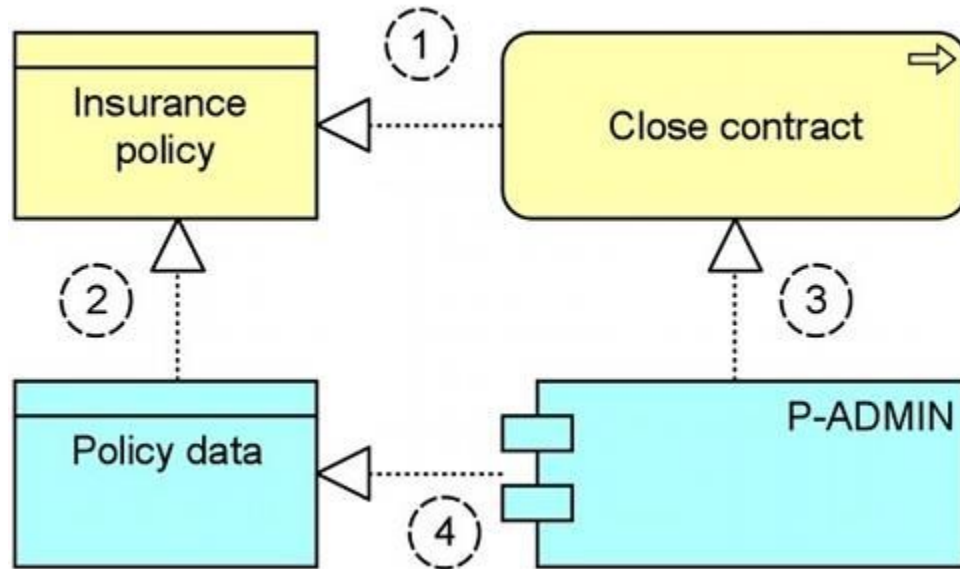 1
Insurance
policy
Close contract
2
3
Policy data
P-ADMIN
4